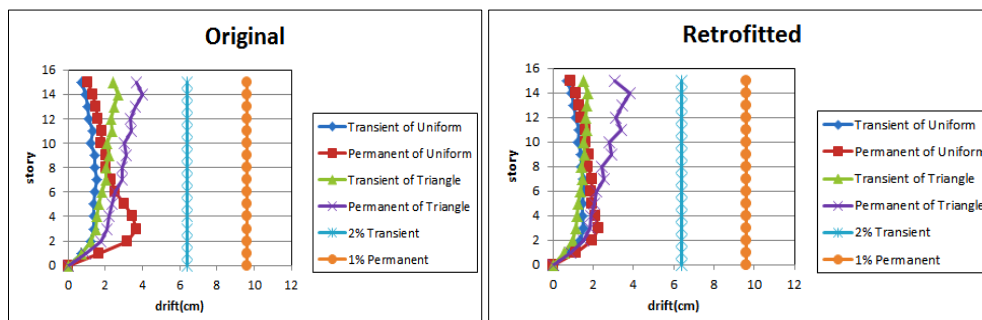 Original
16
14
12
10
8
6
4
2
0
story
0 2 4 6 8 10 12
drift(cm)
Transient of Uniform
Permanent of Uniform
Transient of Triangle
Permanent of Triangle
2% Transient
1% Permanent
Retrofitted
16
14
12
10
8
6
4
2
0
story
0 2 4 6 8 10 12
drift(cm)
Transient of Uniform
Permanent of Uniform
Transient of Triangle
Permanent of Triangle
2% Transient
1% Permanent